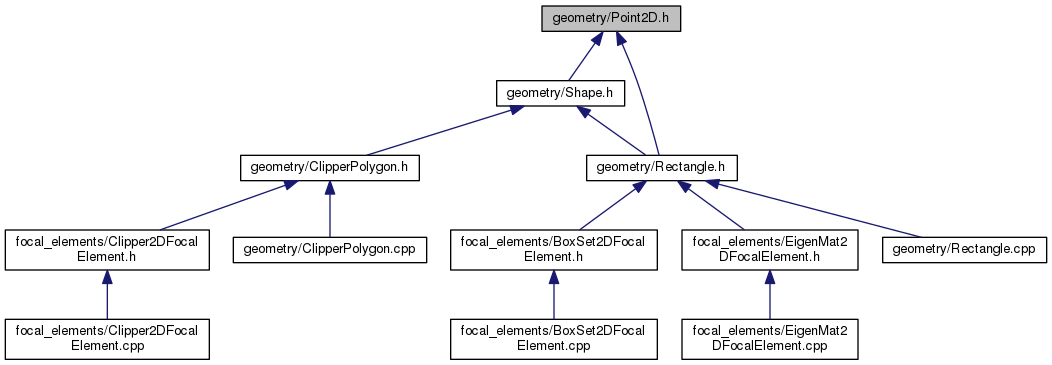 geometry/Point2D.h
geometry/Shape.h
geometry/ClipperPolygon.h
geometry/Rectangle.h
focal_elements/Clipper2DFocal
Element.h
geometry/ClipperPolygon.cpp
focal_elements/BoxSet2DFocal
Element.h
focal_elements/EigenMat2
DFocalElement.h
geometry/Rectangle.cpp
focal_elements/Clipper2DFocal
Element.cpp
focal_elements/BoxSet2DFocal
Element.cpp
focal_elements/EigenMat2
DFocalElement.cpp